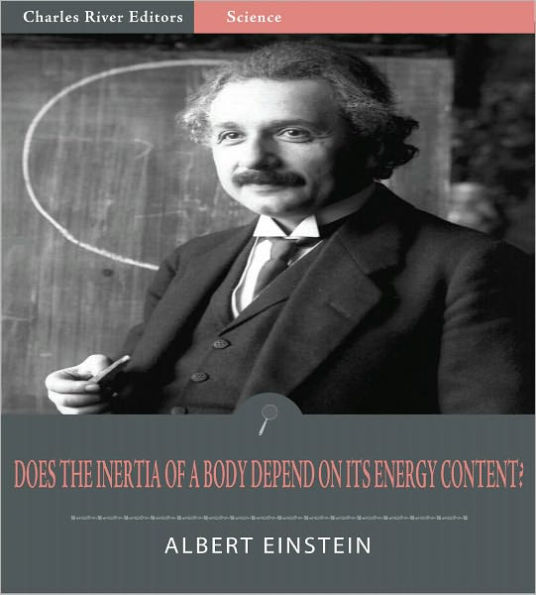 Charles River Editors Science
DOES THE INERTIA OF A BODY DEPEND ON ITS ENERGY CONTENT?
ALBERT EINSTEIN